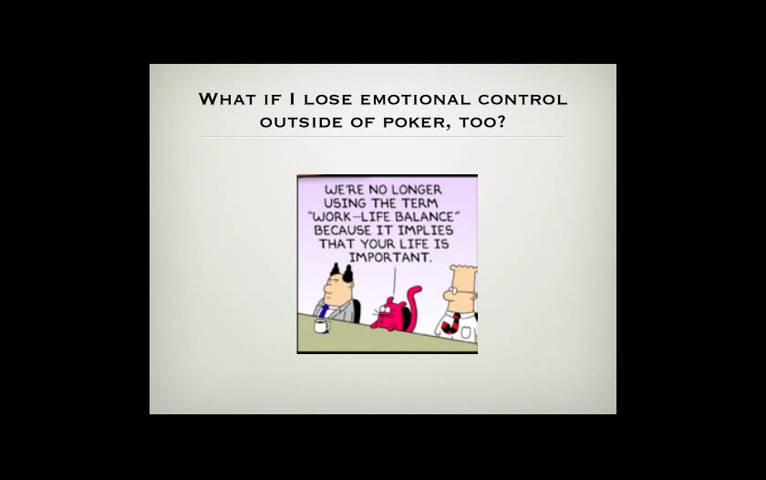 What if I lose emotional control
outside of poker, too?
WE'RE NO LONGER
USING THE TERM
"WORK-LIFE BALANCE"
BECAUSE IT IMPLIES
THAT YOUR LIFE IS
IMPORTANT.